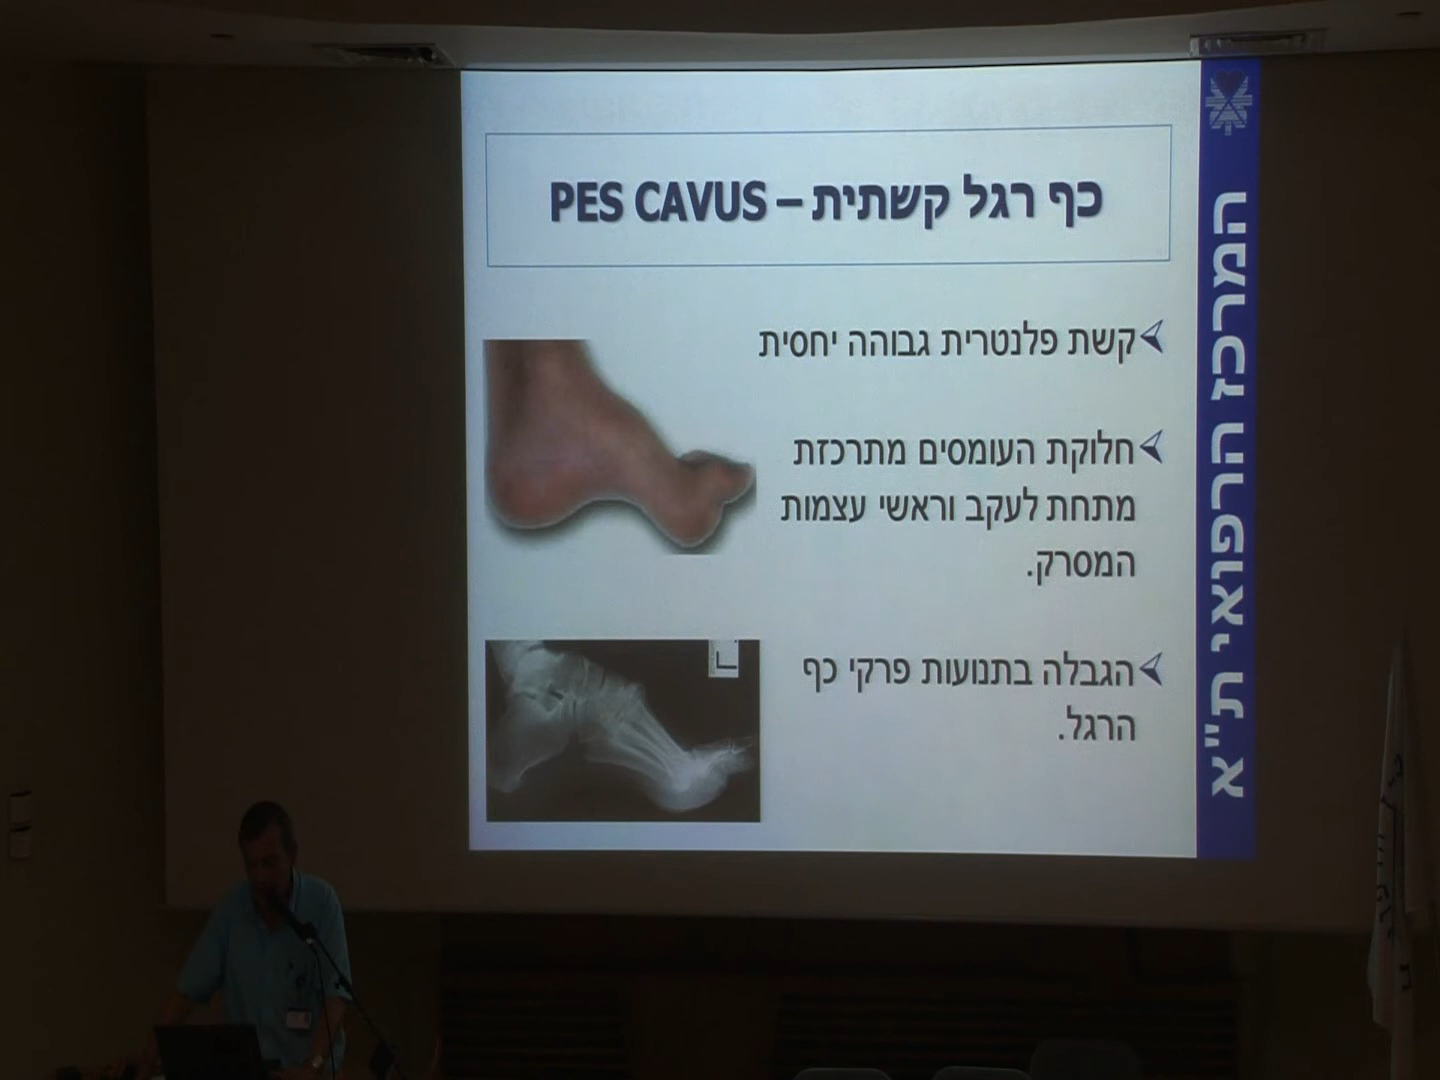 כף רגל קשתית – PES CAVUS
קשת פלנטרית גבוהה יחסית
חלוקת העומסים מתרכזת
מתחת לעקב וראשי עצמות
המסרק.
הגבלה בתנועות פרקי כף
הרגל.
L
המרכז הרפואי ת"א